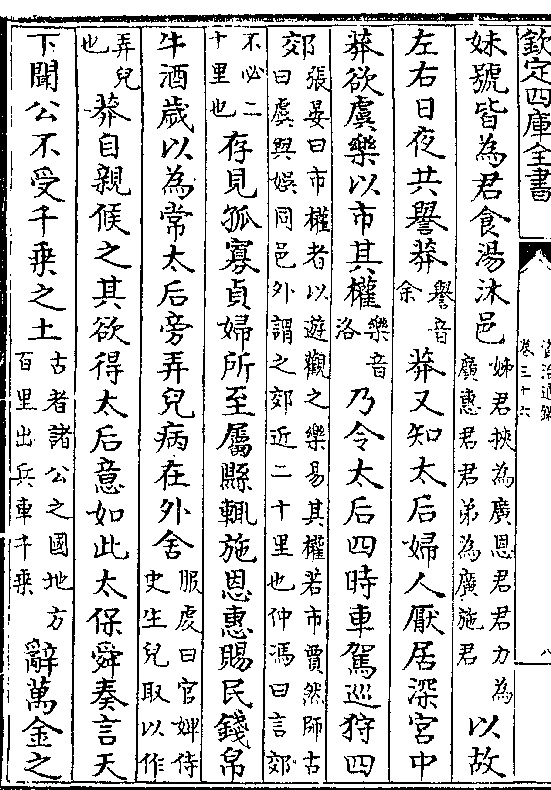 欽定四庫全書
資治通鑑
卷三十六
八
妹號皆為君食湯沐邑
姊君挾為廣恩君君力為
廣惠君君弟為廣施君
以故
左右日夜共譽莽
譽音
余
莽又知太后婦人厭居深宮中
莽欲虞樂以市其權
樂音
洛
乃令太后四時車駕巡狩四
郊
張晏曰市權者以遊觀之樂易其權若市賈然師古
曰虞與娛同邑外謂之郊近二十里也仲馮曰言郊
不必二
十里也
存見孤寡貞婦所至屬縣輒施恩惠賜民錢帛
牛酒歲以為常太后旁弄兒病在外舍
服虔曰官婢侍
史生兒取以作
弄兒
也
莽自親候之其欲得太后意如此太保舜奏言天
下聞公不受千乗之土
古者諸公之國地方
百里出兵車千乗
辭萬金之